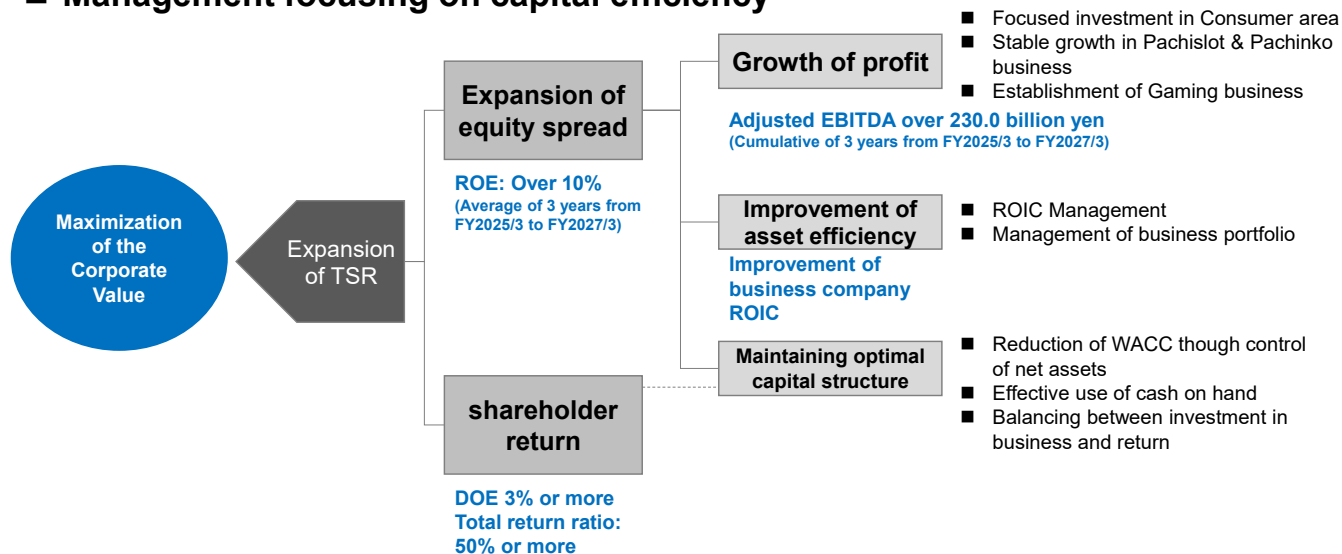 ■ Management focusing on capital efficiency
Maximization
of the
Corporate
Value
Expansion
of TSR
Expansion of
equity spread
ROE: Over 10%
(Average of 3 years from
FY2025/3 to FY2027/3)
shareholder
return
DOE 3% or more
Total return ratio:
50% or more
Growth of profit
Adjusted EBITDA over 230.0 billion yen
(Cumulative of 3 years from FY2025/3 to FY2027/3)
■ Focused investment in Consumer area
■ Stable growth in Pachislot & Pachinko
business
■ Establishment of Gaming business
Improvement of
asset efficiency
Improvement of
business company
ROIC
■ ROIC Management
■ Management of business portfolio
Maintaining optimal
capital structure
■ Reduction of WACC though control
of net assets
■ Effective use of cash on hand
■ Balancing between investment in
business and return